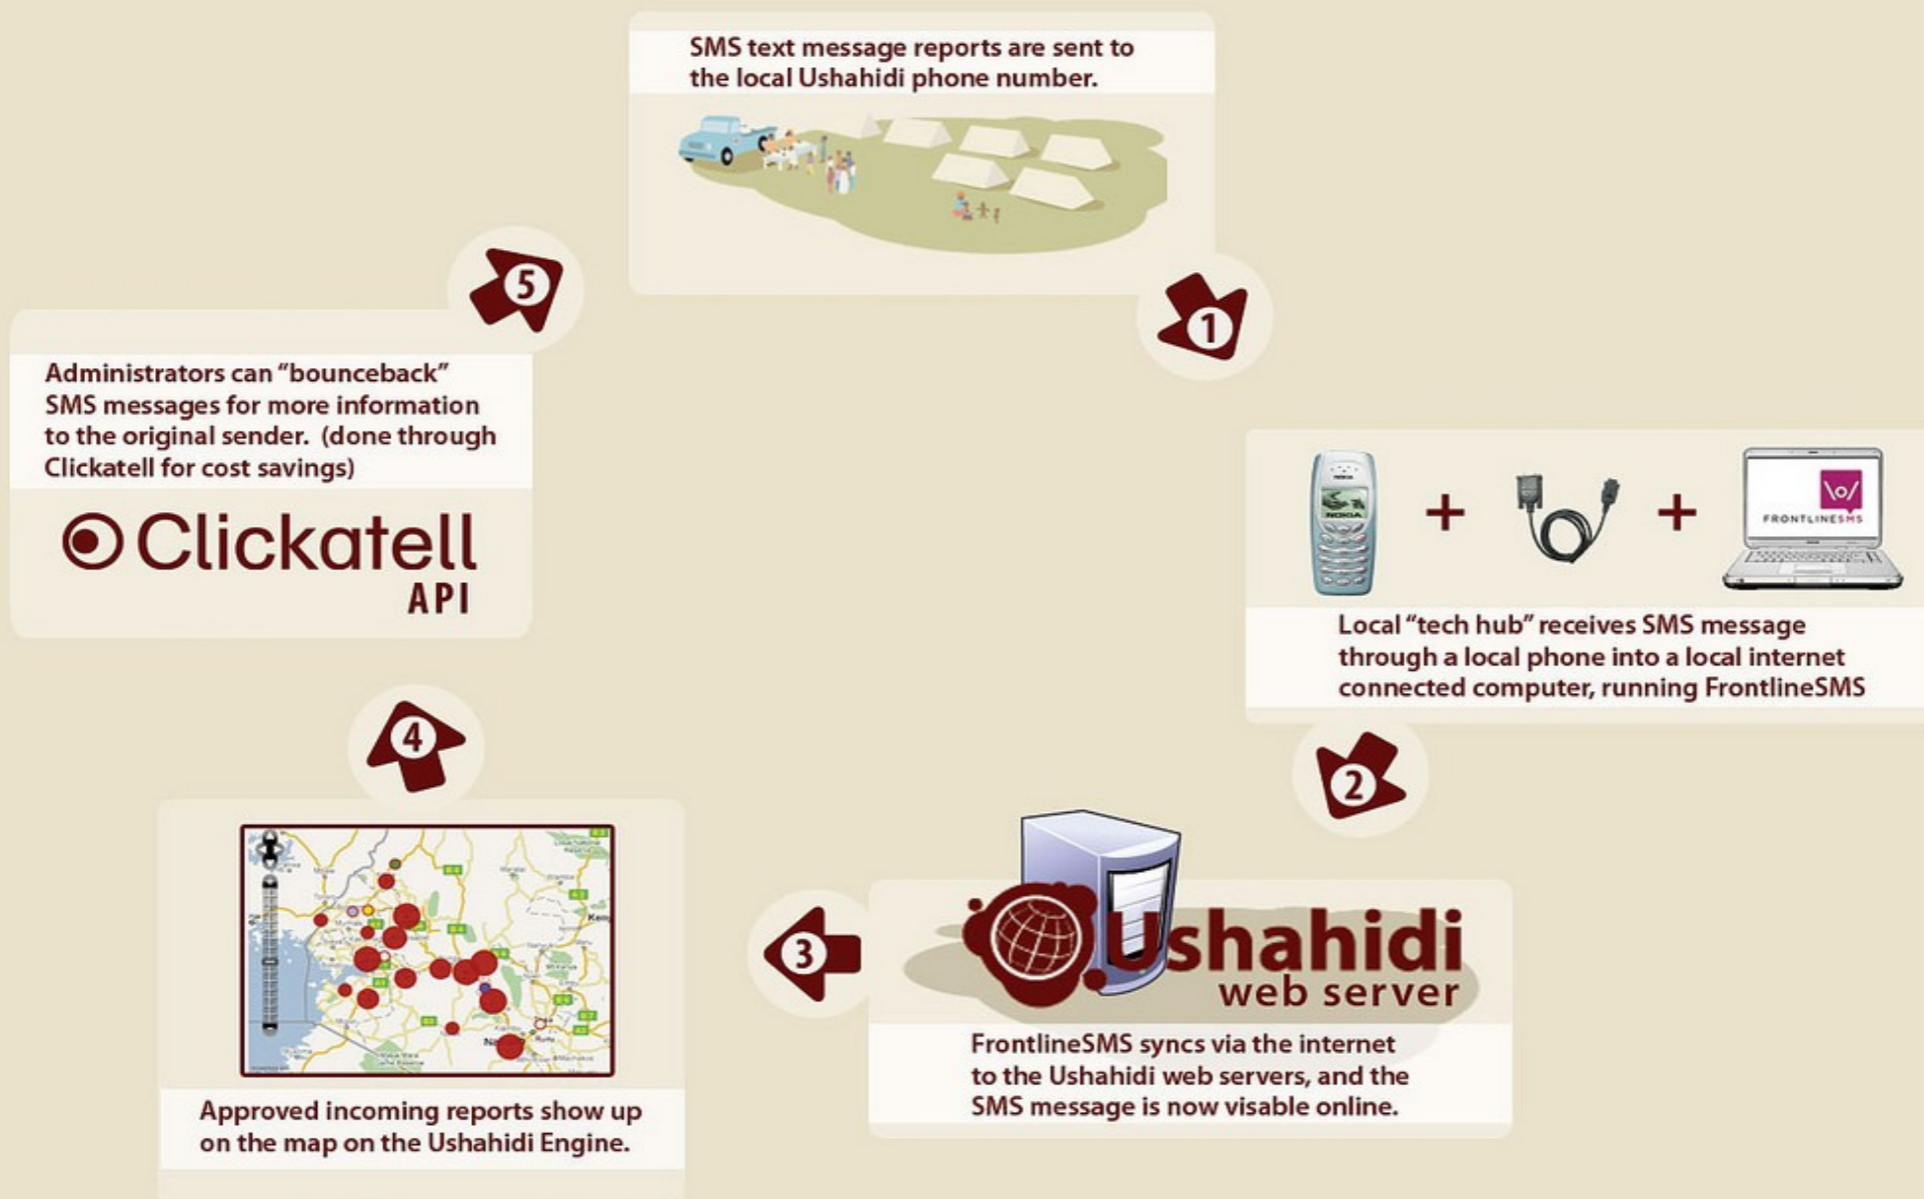 SMS text message reports are sent to
the local Ushahidi phone number.
1
NOKIA
NOKIA
\o/
FRONTLINESMS
Local “tech hub” receives SMS message
through a local phone into a local internet
connected computer, running FrontlineSMS
2
Ushahidi
web server
FrontlineSMS syncs via the internet
to the Ushahidi web servers, and the
SMS message is now visable online.
3
Approved incoming reports show up
on the map on the Ushahidi Engine.
4
Administrators can “bounceback”
SMS messages for more information
to the original sender. (done through
Clickatell for cost savings)
Clickatell
API
5